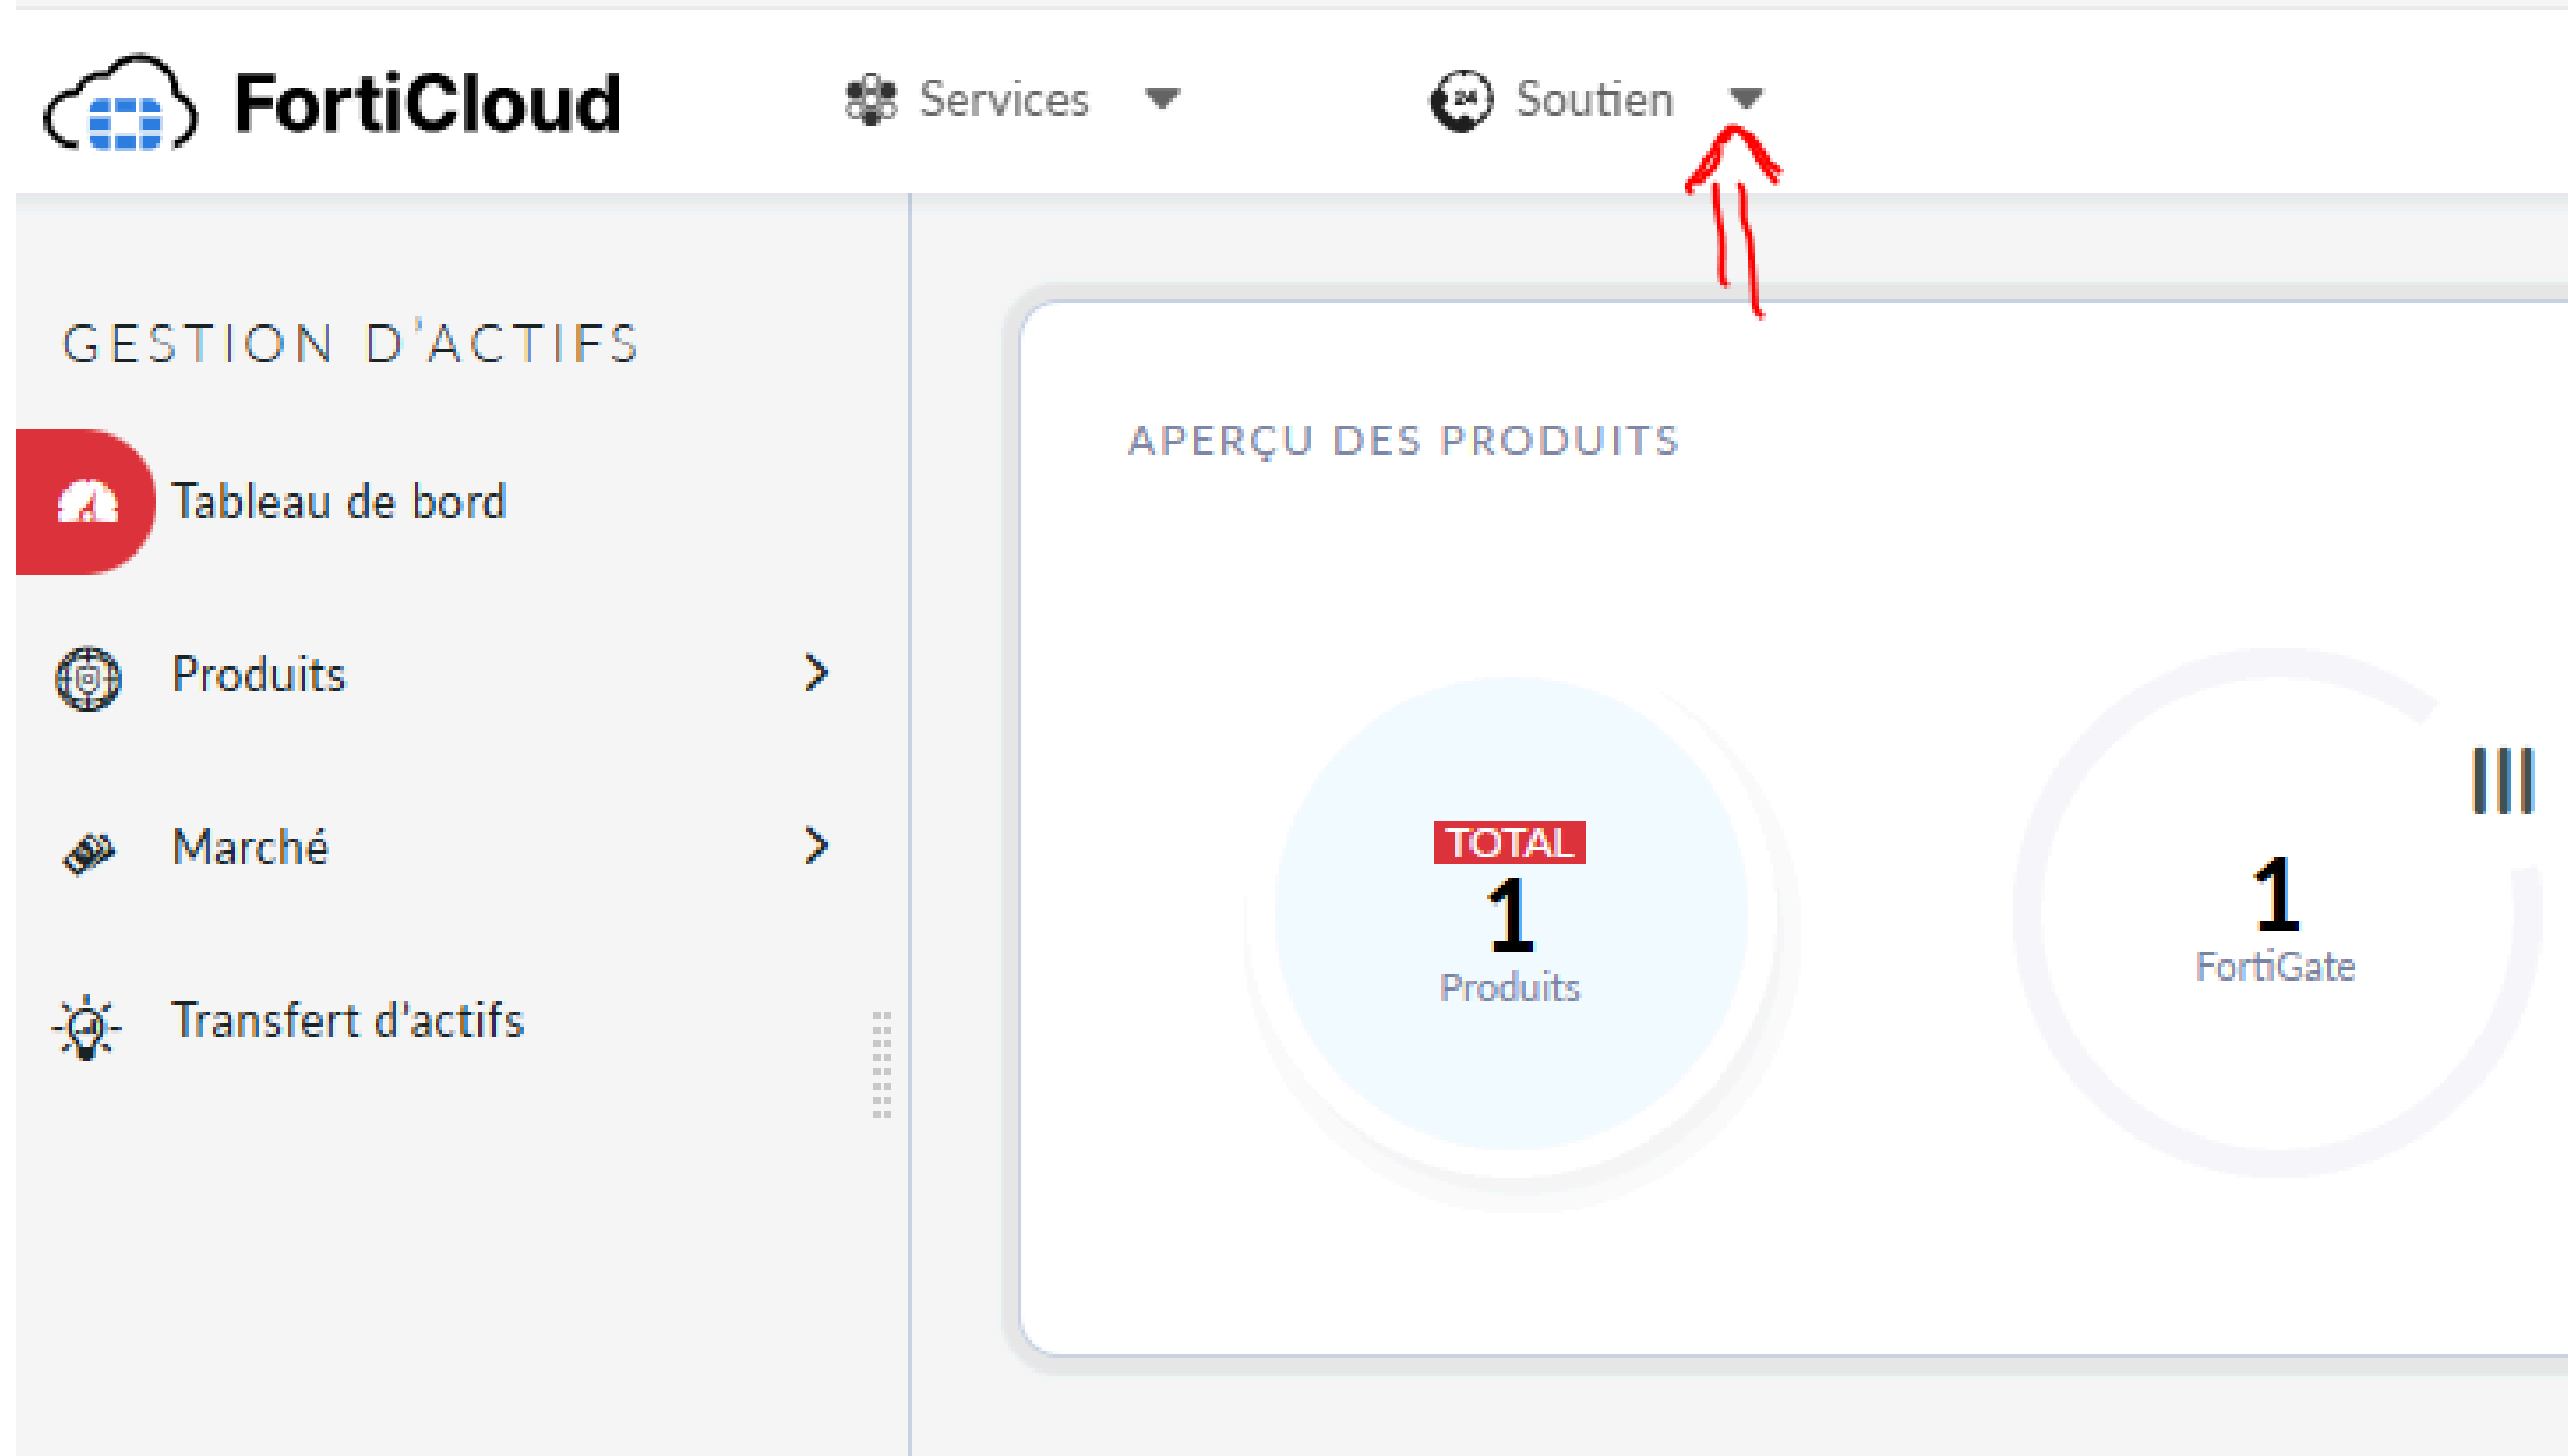 FortiCloud
Services
24
Soutien
GESTION D'ACTIFS
Tableau de bord
Produits
Marché
Transfert d'actifs
APERÇU DES PRODUITS
TOTAL
1
Produits
1
FortiGate